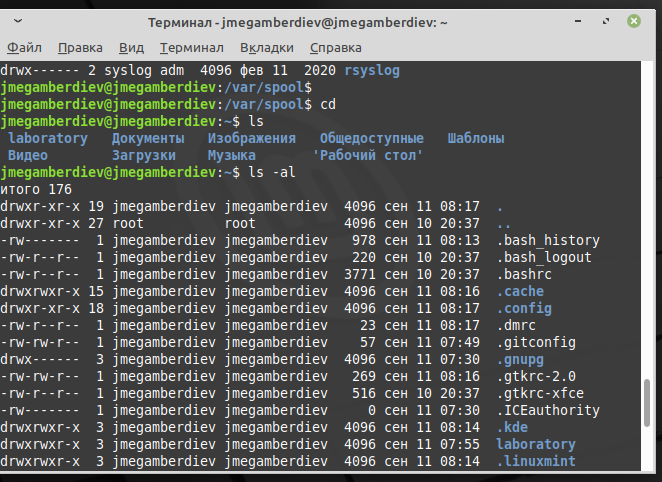 Терминал - jmegamberdiev@jmegamberdiev: ~
Файл Правка Вид Терминал Вкладки Справка
drwx------ 2 syslog adm 4096 фев 11 2020 rsyslog
jmegamberdiev@jmegamberdiev:/var/spool$
jmegamberdiev@jmegamberdiev:/var/spool$ cd
jmegamberdiev@jmegamberdiev:~$ ls
laboratory Документы Изображения Общедоступные Шаблоны
Видео Загрузки Музыка 'Рабочий стол'
jmegamberdiev@jmegamberdiev:~$ ls -al
итого 176
drwxr-xr-x 19 jmegamberdiev jmegamberdiev 4096 сен 11 08:17 .
drwxr-xr-x 27 root root 4096 сен 10 20:37 ..
-rw------- 1 jmegamberdiev jmegamberdiev 978 сен 11 08:13 .bash_history
-rw-r--r-- 1 jmegamberdiev jmegamberdiev 220 сен 10 20:37 .bash_logout
-rw-r--r-- 1 jmegamberdiev jmegamberdiev 3771 сен 10 20:37 .bashrc
drwxrwxr-x 15 jmegamberdiev jmegamberdiev 4096 сен 11 08:16 .cache
drwxr-xr-x 18 jmegamberdiev jmegamberdiev 4096 сен 11 08:17 .config
-rw-r--r-- 1 jmegamberdiev jmegamberdiev 23 сен 11 08:17 .dmrc
-rw-rw-r-- 1 jmegamberdiev jmegamberdiev 57 сен 11 07:49 .gitconfig
drwx------ 3 jmegamberdiev jmegamberdiev 4096 сен 11 07:30 .gnupg
-rw-rw-r-- 1 jmegamberdiev jmegamberdiev 269 сен 11 08:16 .gtkrc-2.0
-rw-r--r-- 1 jmegamberdiev jmegamberdiev 516 сен 10 20:37 .gtkrc-xfce
-rw------- 1 jmegamberdiev jmegamberdiev 0 сен 11 07:30 .ICEauthority
drwxrwxr-x 3 jmegamberdiev jmegamberdiev 4096 сен 11 08:14 .kde
drwxrwxr-x 3 jmegamberdiev jmegamberdiev 4096 сен 11 07:55 laboratory
drwxrwxr-x 3 jmegamberdiev jmegamberdiev 4096 сен 11 08:14 .linuxmint